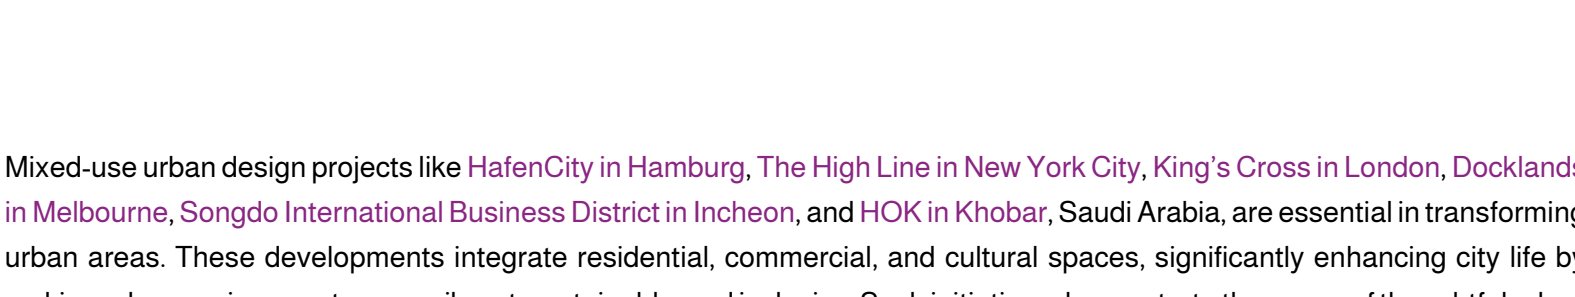 Mixed-use urban design projects like HafenCity in Hamburg, The High Line in New York City, King’s Cross in London, Docklands
in Melbourne, Songdo International Business District in Incheon, and HOK in Khobar, Saudi Arabia, are essential in transforming
urban areas. These developments integrate residential, commercial, and cultural spaces, significantly enhancing city life by